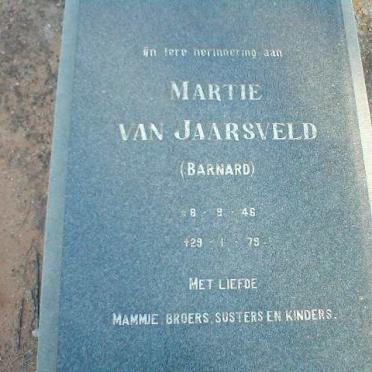 In tere herinnering aan
MARTIE
VAN JAARSVELD
(BARNARD)
*8 - 9 - 46
†29 - 1 - 79
MET LIEFDE
MAMMIE, BROERS, SUSTERS EN KINDERS.